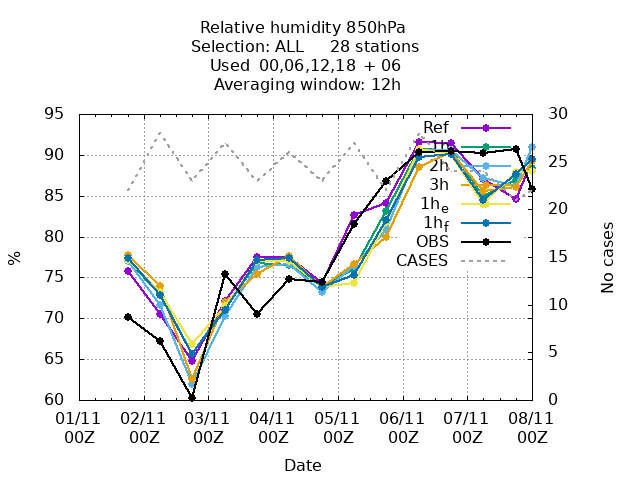 Relative humidity 850hPa
Selection: ALL 28 stations
Used 00,06,12,18 + 06
Averaging window: 12h
95
90
85
80
75
70
65
60
%
30
25
20
15
10
5
0
No cases
Ref
1h
2h
3h
1h_e
1h_f
OBS
CASES
01/11 02/11 03/11 04/11 05/11 06/11 07/11 08/11
00Z 00Z 00Z 00Z 00Z 00Z 00Z 00Z
Date